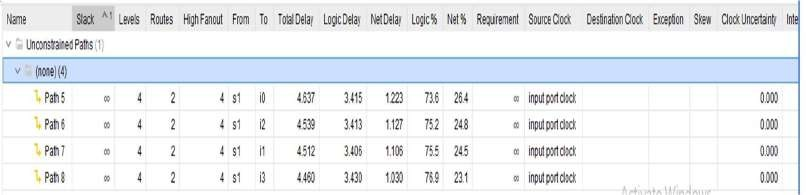 Name Slack ^1 Levels Routes High Fanout From To Total Delay Logic Delay Net Delay Logic % Net % Requirement Source Clock Destination Clock Exception Skew Clock Uncertainty Inte
Unconstrained Paths (1)
(none) (4)
Path 5 ∞ 4 2 4 s1 i0 4.637 3.415 1.223 73.6 26.4 ∞ input port clock 0.000
Path 6 ∞ 4 2 4 s1 i2 4.539 3.413 1.127 75.2 24.8 ∞ input port clock 0.000
Path 7 ∞ 4 2 4 s1 i1 4.512 3.406 1.106 75.5 24.5 ∞ input port clock 0.000
Path 8 ∞ 4 2 4 s1 i3 4.460 3.430 1.030 76.9 23.1 ∞ input port clock 0.000
Activate Windows